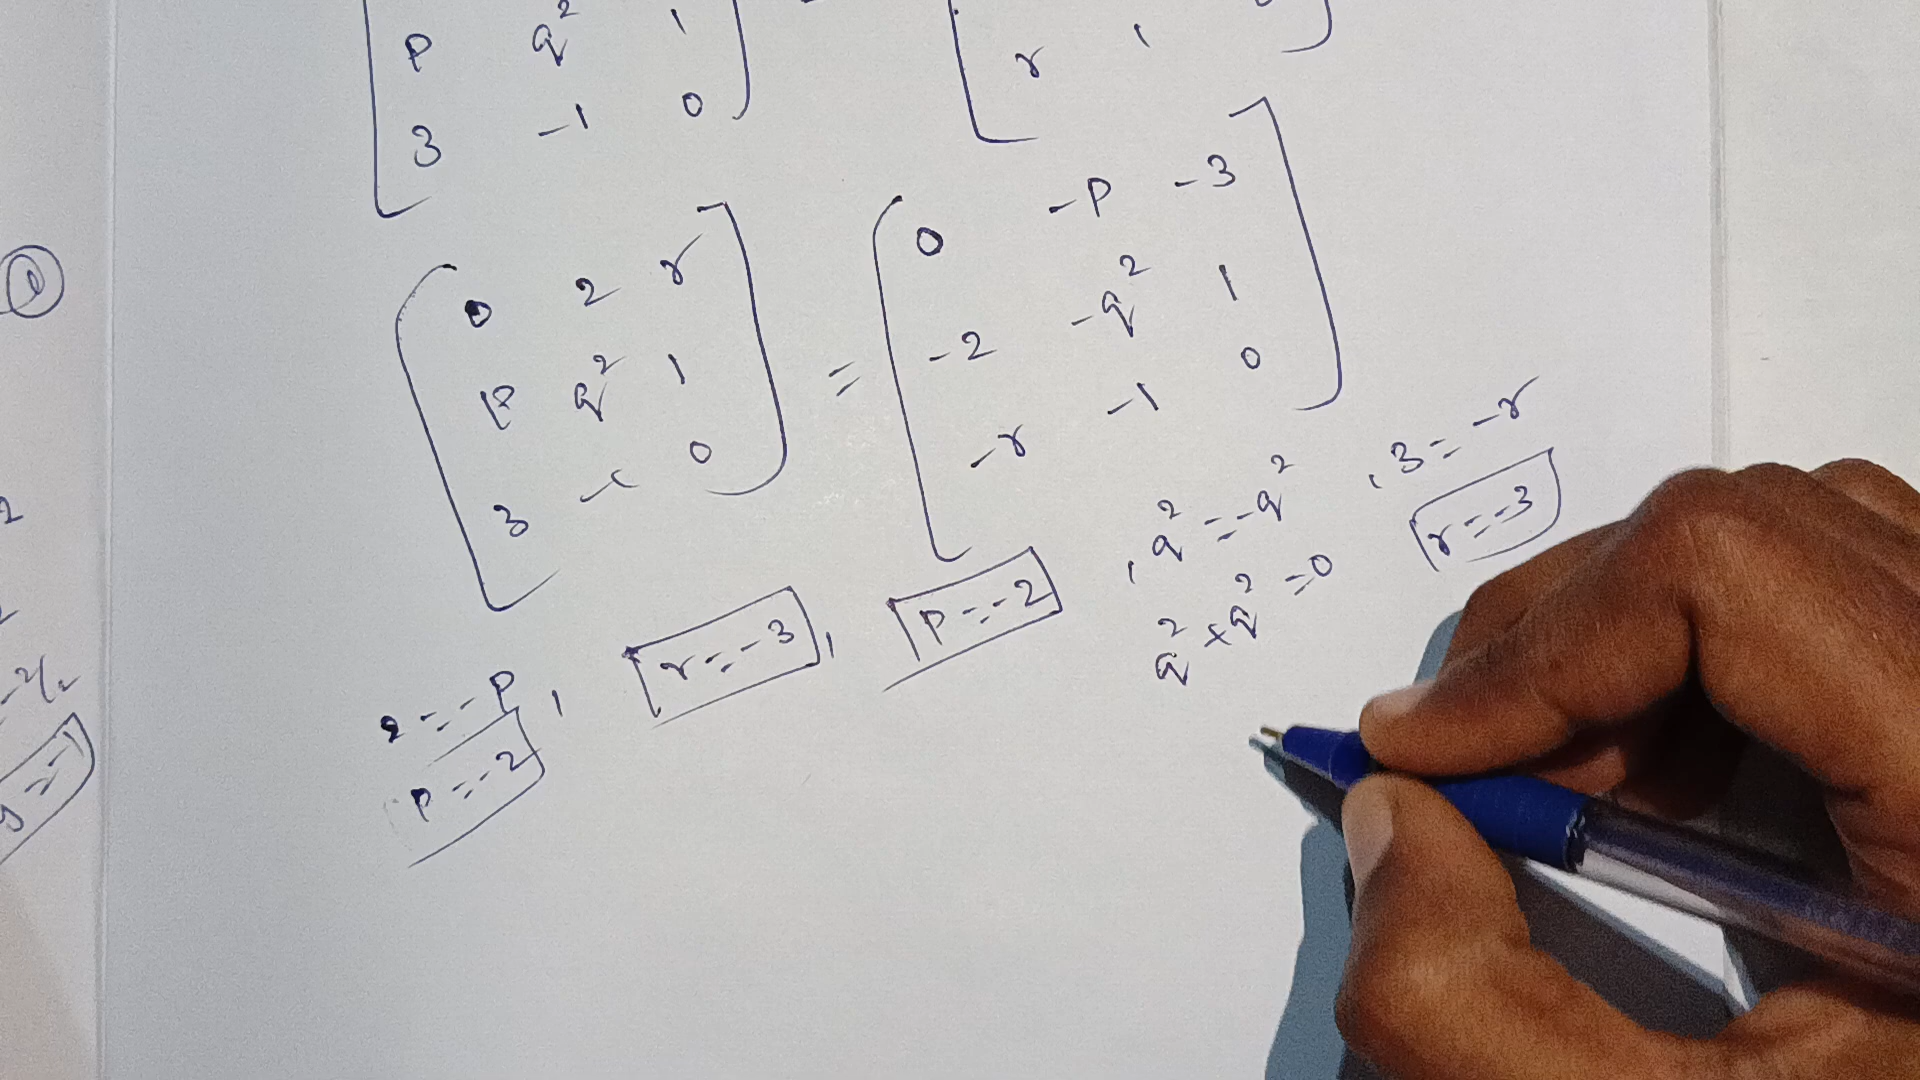 p q² 1
3 -1 0
r 1
0 2 r
p q² 1
3 -1 0
=
0 -p -3
-2 -q² 1
-r -1 0
2 = -p , r = -3 , p = -2 , q² = -q² , 3 = -r
p = -2 q² + q² = 0 r = -3